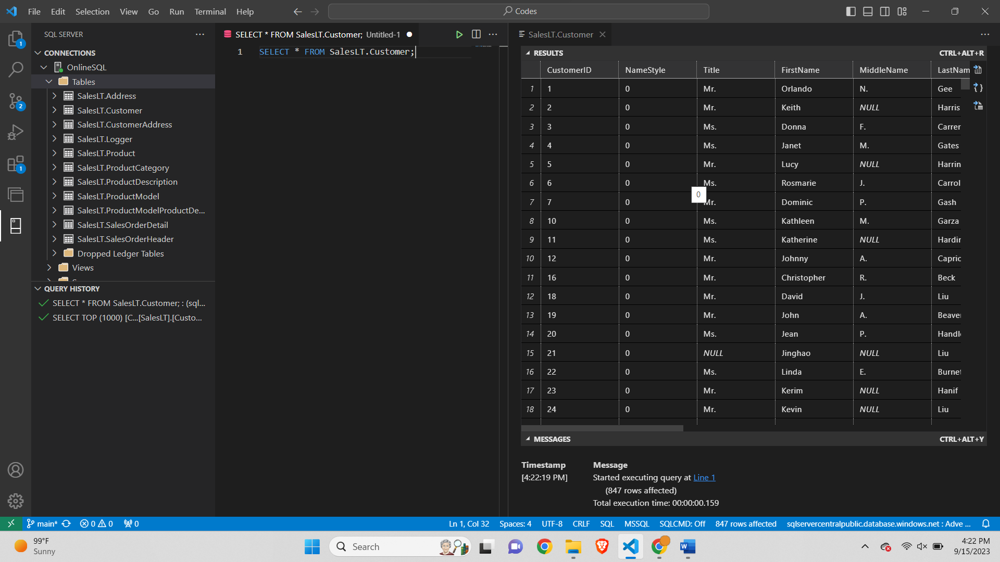 File Edit Selection View Go Run Terminal Help
Codes
SQL SERVER
CONNECTIONS
OnlineSQL
Tables
SalesLT.Address
SalesLT.Customer
SalesLT.CustomerAddress
SalesLT.Logger
SalesLT.Product
SalesLT.ProductCategory
SalesLT.ProductDescription
SalesLT.ProductModel
SalesLT.ProductModelProductDe...
SalesLT.SalesOrderDetail
SalesLT.SalesOrderHeader
Dropped Ledger Tables
Views
QUERY HISTORY
SELECT * FROM SalesLT.Customer; : (sql...
SELECT TOP (1000) [C...[SalesLT].[Custo...
1
2
1
SELECT * FROM SalesLT.Customer; Untitled-1
1 SELECT * FROM SalesLT.Customer;
SalesLT.Customer
RESULTS CTRL+ALT+R
CustomerID NameStyle Title FirstName MiddleName LastNam
1 1 0 Mr. Orlando N. Gee
2 2 0 Mr. Keith NULL Harris
3 3 0 Ms. Donna F. Carrer
4 4 0 Ms. Janet M. Gates
5 5 0 Mr. Lucy NULL Harrin
6 6 0 Ms. Rosmarie J. Carrol
0
7 7 0 Mr. Dominic P. Gash
8 10 0 Ms. Kathleen M. Garza
9 11 0 Ms. Katherine NULL Hardin
10 12 0 Mr. Johnny A. Capric
11 16 0 Mr. Christopher R. Beck
12 18 0 Mr. David J. Liu
13 19 0 Mr. John A. Beaver
14 20 0 Ms. Jean P. Handl
15 21 0 NULL Jinghao NULL Liu
16 22 0 Ms. Linda E. Burnet
17 23 0 Mr. Kerim NULL Hanif
18 24 0 Mr. Kevin NULL Liu
MESSAGES CTRL+ALT+Y
Timestamp Message
[4:22:19 PM] Started executing query at Line 1
(847 rows affected)
Total execution time: 00:00:00.159
main* 0 0 0 Ln 1, Col 32 Spaces: 4 UTF-8 CRLF SQL MSSQL SQLCMD: Off 847 rows affected sqlservercentralpublic.database.windows.net : Adve ...
99°F
Sunny
Search
4:22 PM
9/15/2023